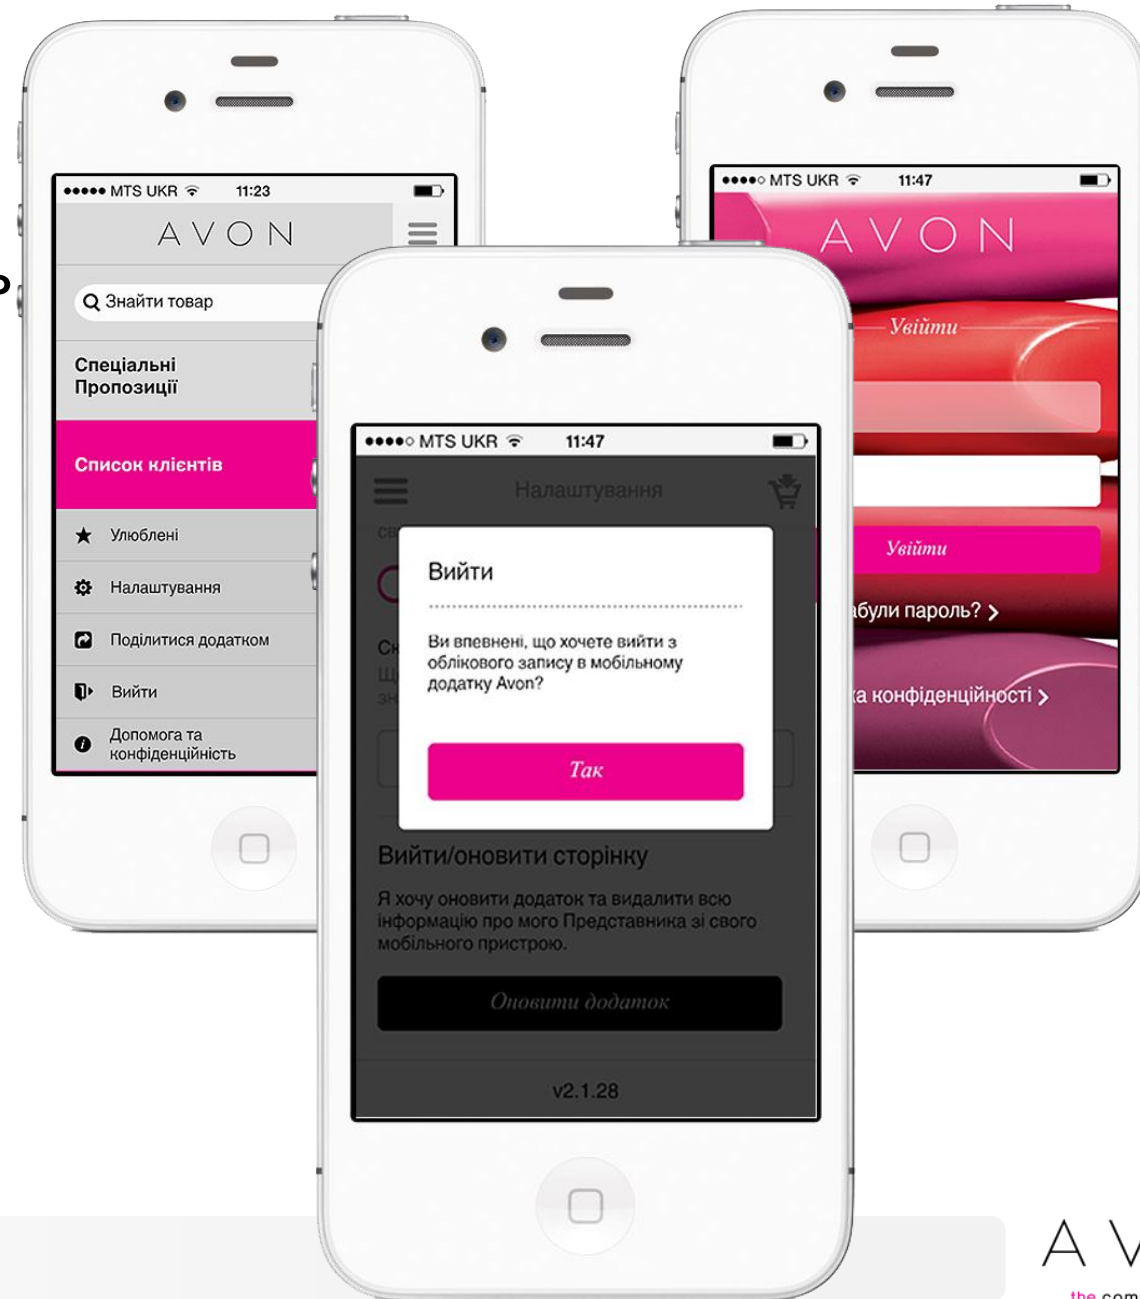 MTS UKR 11:23
AVON
Знайти товар
Спеціальні
Пропозиції
Список клієнтів
Улюблені
Налаштування
Поділитися додатком
Вийти
Допомога та
конфіденційність
MTS UKR 11:47
Налаштування
Вийти
Ви впевнені, що хочете вийти з
облікового запису в мобільному
додатку Avon?
Так
Вийти/оновити сторінку
Я хочу оновити додаток та видалити всю
інформацію про мого Представника зі свого
мобільного пристрою.
Оновити додаток
v2.1.28
MTS UKR 11:47
AVON
Увійти
Увійти
були пароль?
конфіденційності
A V
the com